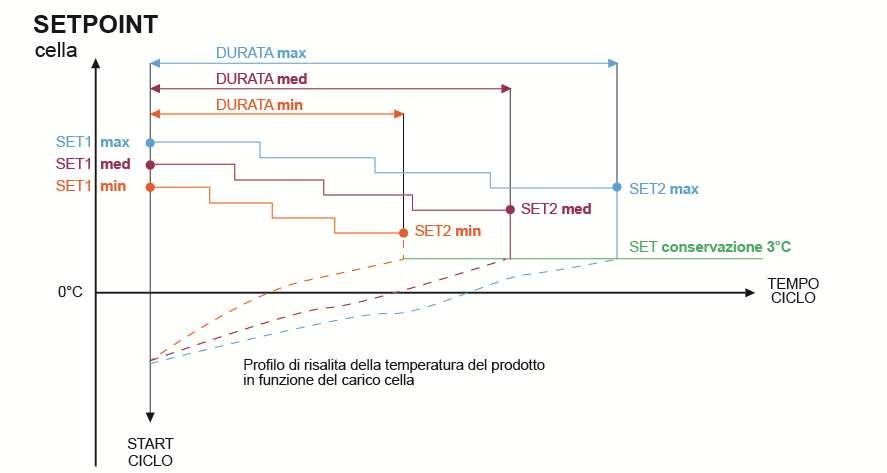 SETPOINT
cella
DURATA max
DURATA med
DURATA min
SET1 max
SET1 med
SET1 min
SET2 max
SET2 med
SET2 min
SET conservazione 3°C
0°C
TEMPO
CICLO
Profilo di risalita della temperatura del prodotto
in funzione del carico cella
START
CICLO